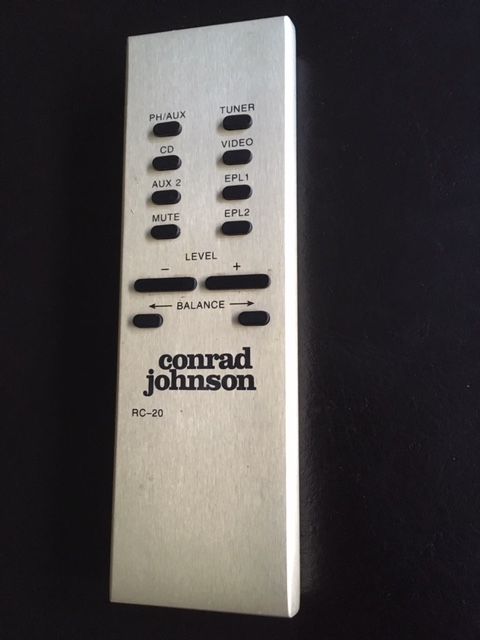 PH/AUX TUNER
CD VIDEO
AUX 2 EPL1
MUTE EPL2
LEVEL
− +
← BALANCE →
conrad
johnson
RC-20